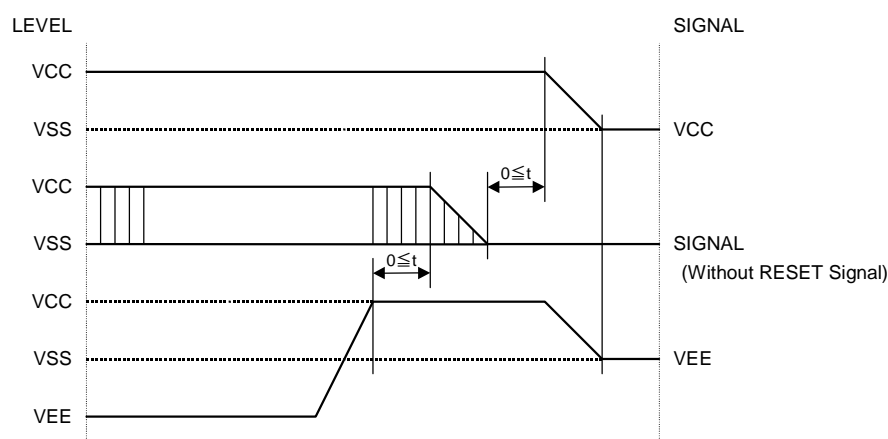 LEVEL SIGNAL
VCC
VSS VCC
VCC 0≦t
VSS SIGNAL
0≦t (Without RESET Signal)
VCC
VSS VEE
VEE